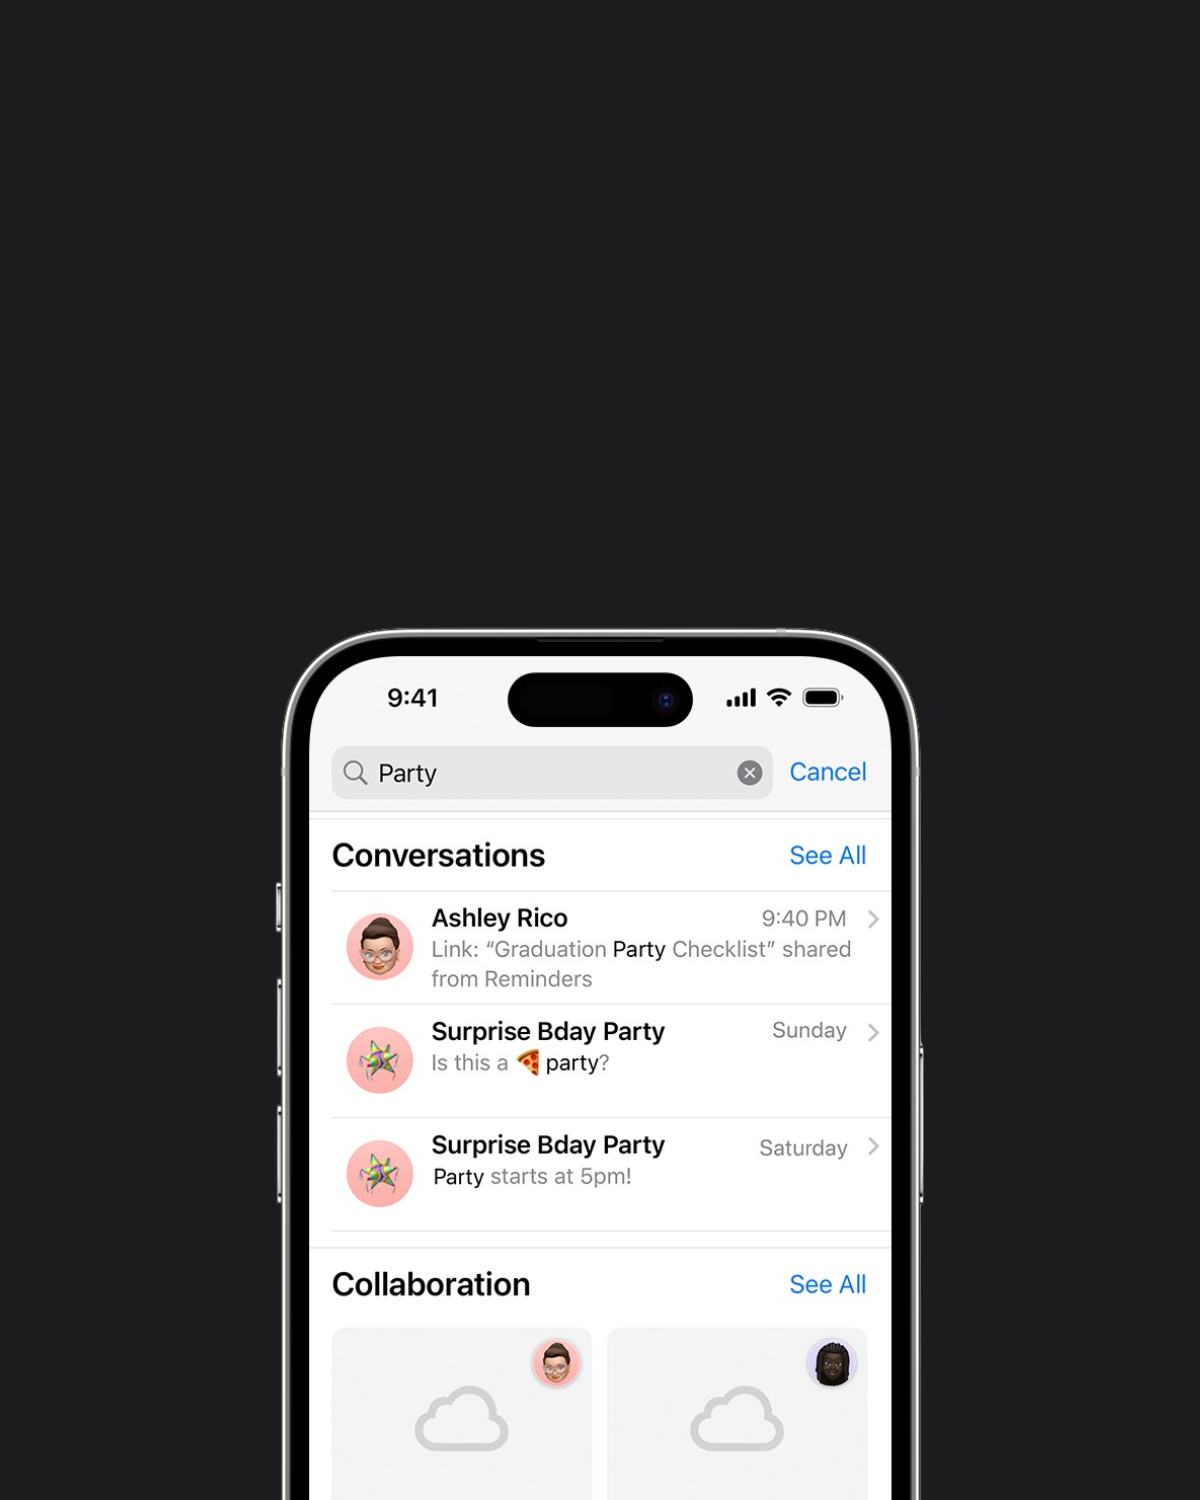 9:41
Party
Cancel
Conversations
See All
Ashley Rico
9:40 PM
Link: “Graduation Party Checklist” shared
from Reminders
Surprise Bday Party
Sunday
Is this a 🍕 party?
Surprise Bday Party
Saturday
Party starts at 5pm!
Collaboration
See All